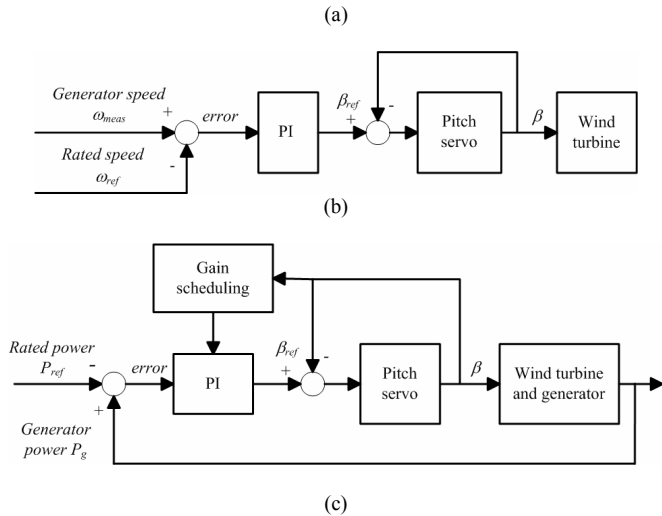 (a)
Generator speed
ω_meas
+
error
Rated speed
ω_ref
-
PI
β_ref
+
-
Pitch
servo
β
Wind
turbine
(b)
Gain
scheduling
Rated power
P_ref
-
error
+
Generator
power P_g
PI
β_ref
+
-
Pitch
servo
β
Wind turbine
and generator
(c)